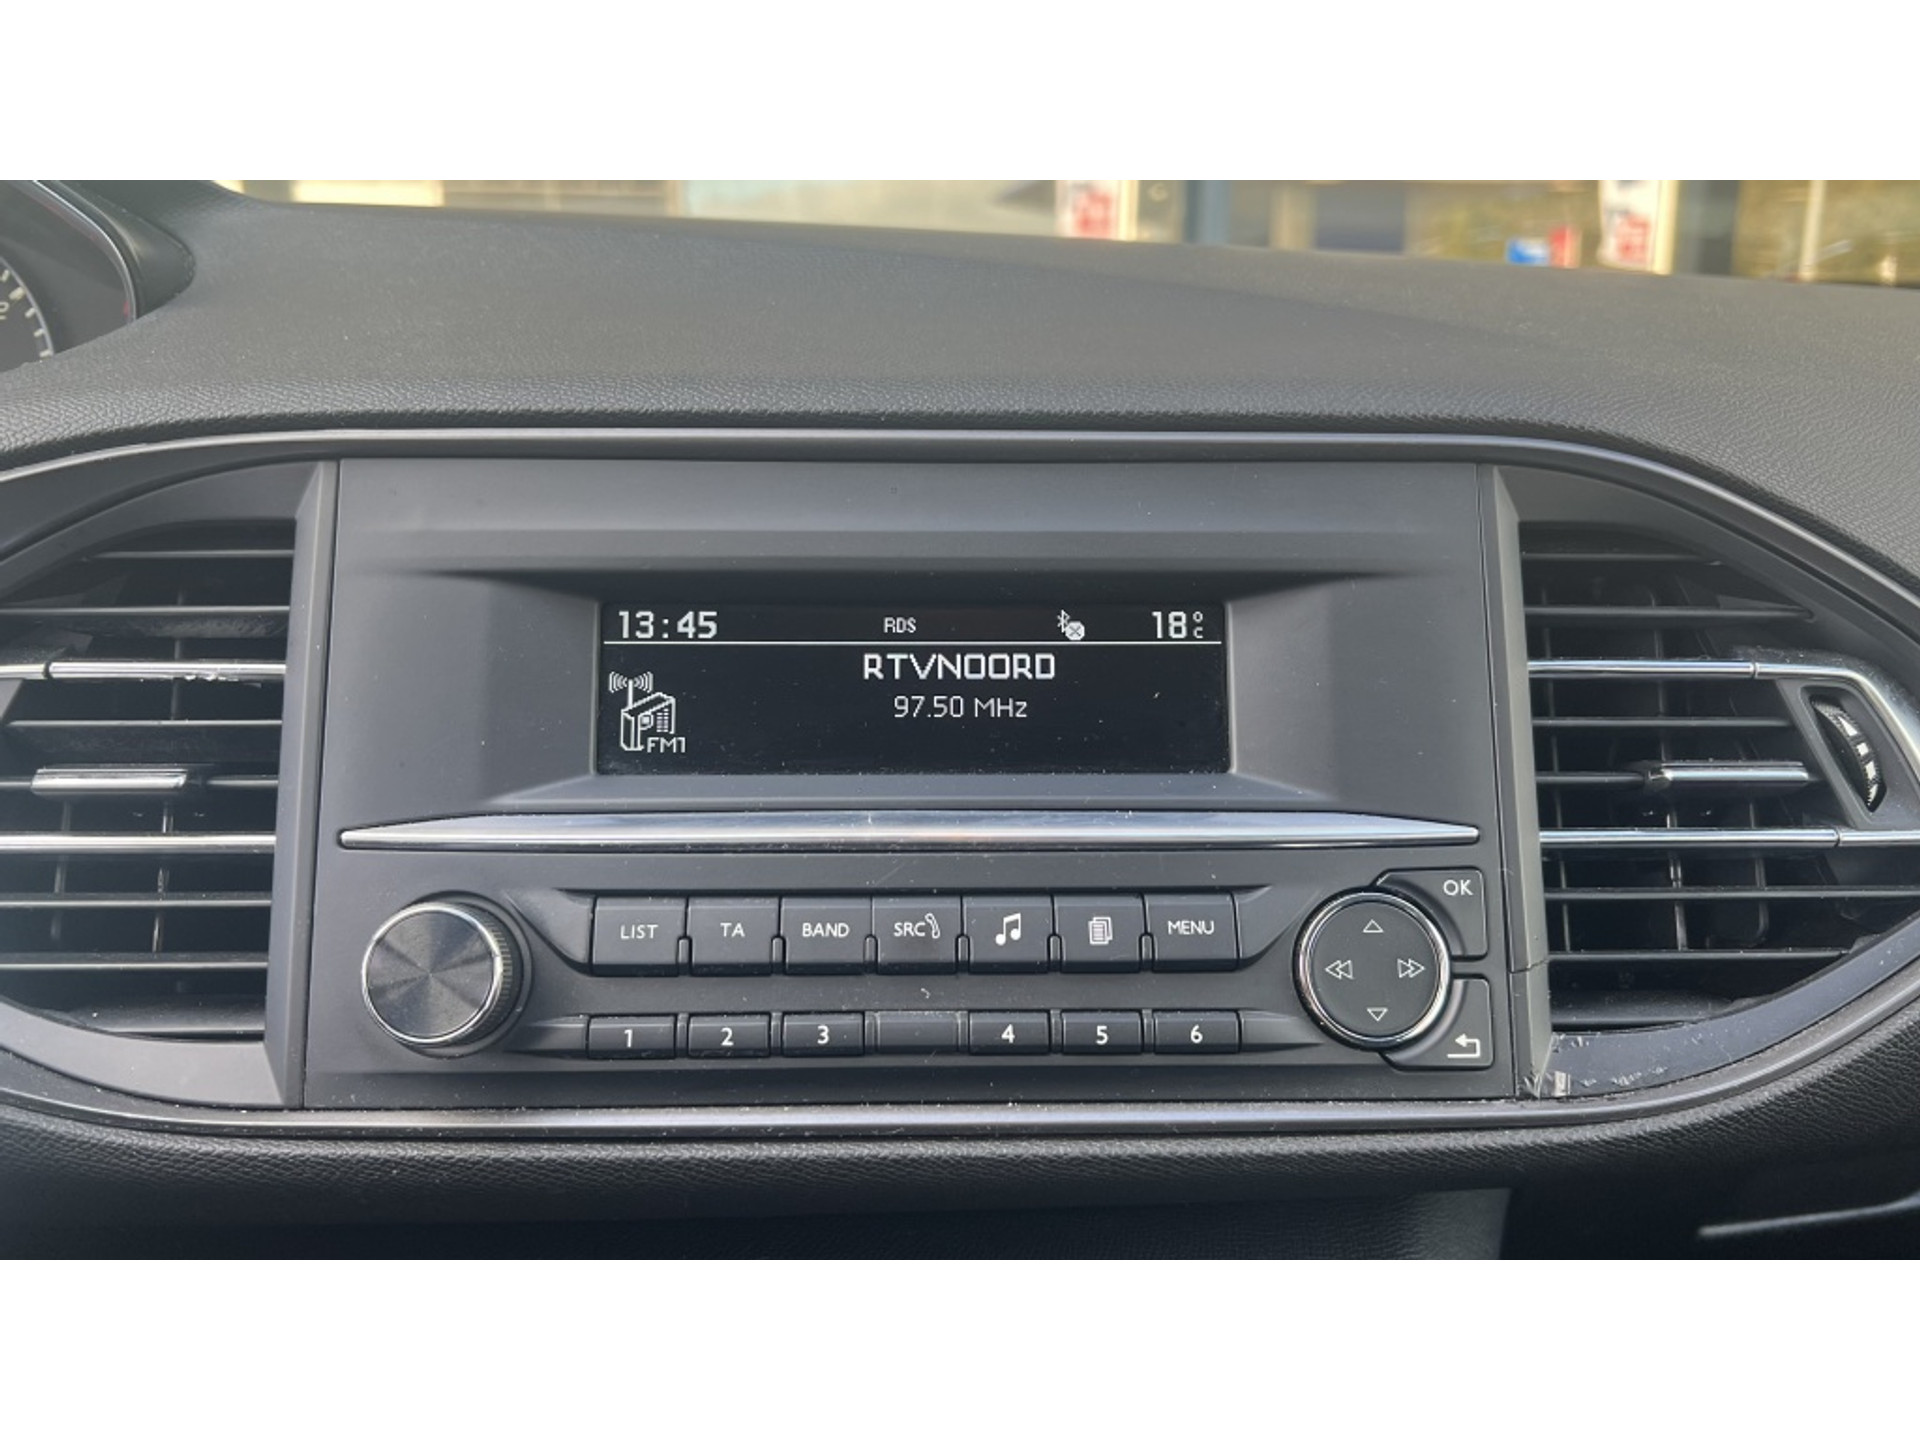 13:45 RDS 18°C
RTVNOORD
97.50 MHz
FM1
LIST TA BAND SRC MENU OK
1 2 3 4 5 6